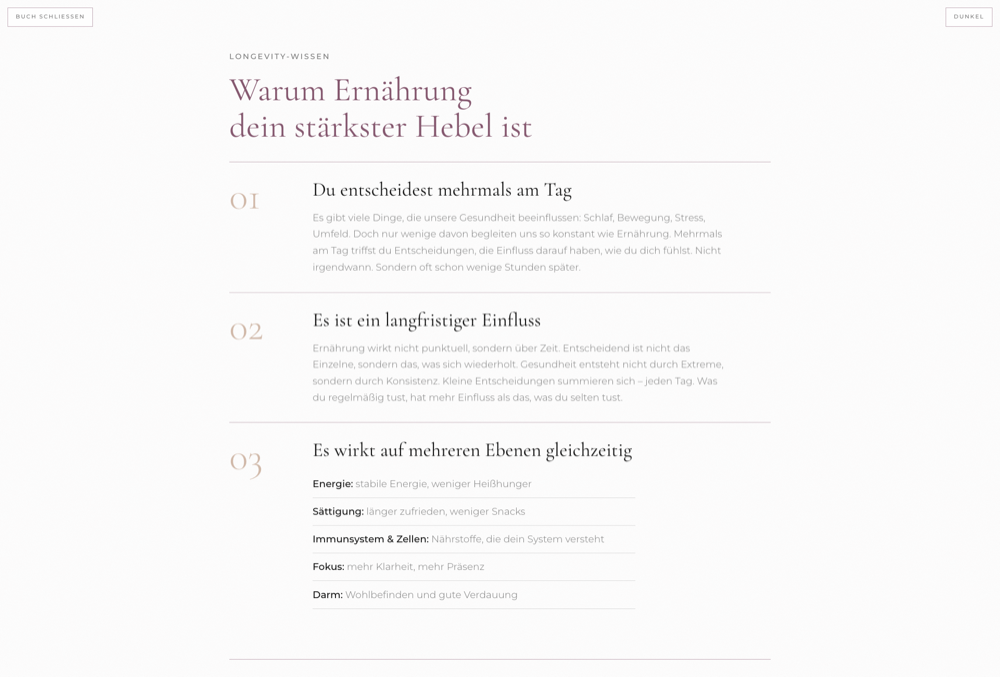 BUCH SCHLIESSEN
DUNKEL
LONGEVITY-WISSEN
Warum Ernährung
dein stärkster Hebel ist
01
Du entscheidest mehrmals am Tag
Es gibt viele Dinge, die unsere Gesundheit beeinflussen: Schlaf, Bewegung, Stress,
Umfeld. Doch nur wenige davon begleiten uns so konstant wie Ernährung. Mehrmals
am Tag triffst du Entscheidungen, die Einfluss darauf haben, wie du dich fühlst. Nicht
irgendwann. Sondern oft schon wenige Stunden später.
02
Es ist ein langfristiger Einfluss
Ernährung wirkt nicht punktuell, sondern über Zeit. Entscheidend ist nicht das
Einzelne, sondern das, was sich wiederholt. Gesundheit entsteht nicht durch Extreme,
sondern durch Konsistenz. Kleine Entscheidungen summieren sich – jeden Tag. Was
du regelmäßig tust, hat mehr Einfluss als das, was du selten tust.
03
Es wirkt auf mehreren Ebenen gleichzeitig
Energie: stabile Energie, weniger Heißhunger
Sättigung: länger zufrieden, weniger Snacks
Immunsystem & Zellen: Nährstoffe, die dein System versteht
Fokus: mehr Klarheit, mehr Präsenz
Darm: Wohlbefinden und gute Verdauung